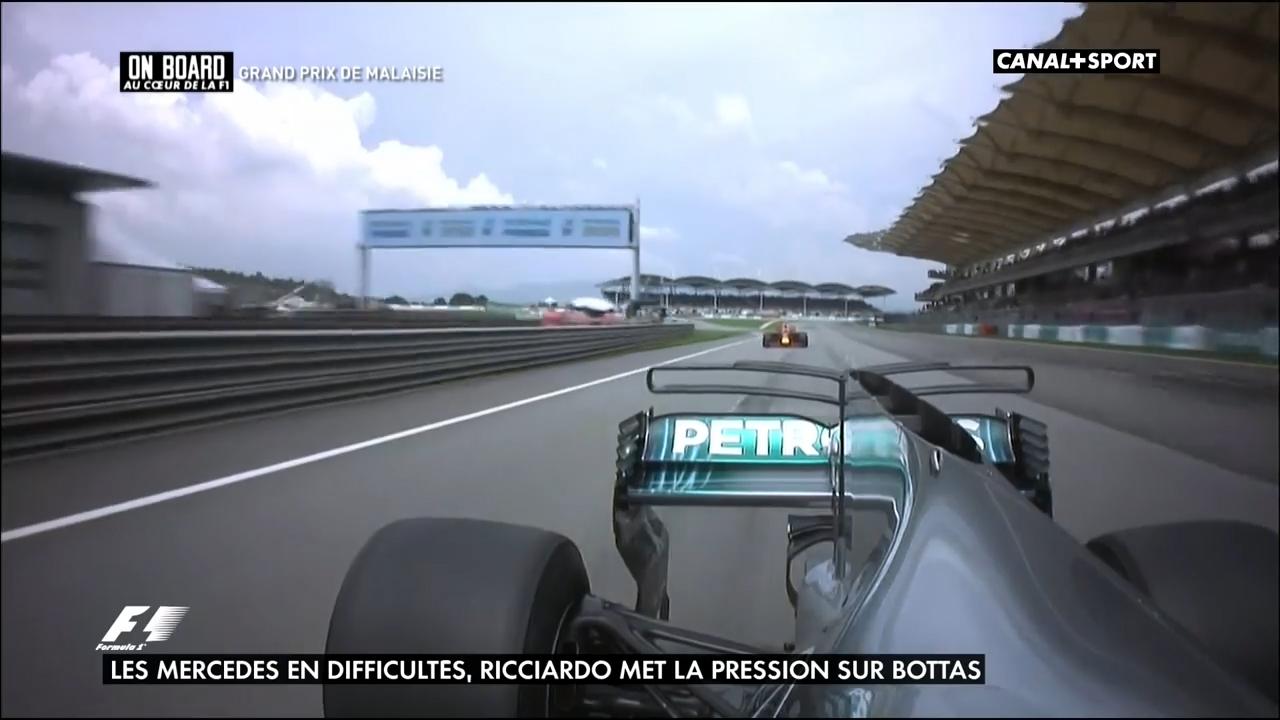 ON BOARD
AU CŒUR DE LA F1
GRAND PRIX DE MALAISIE
CANAL+SPORT
PETR
S
F1
Formula 1
LES MERCEDES EN DIFFICULTÉS, RICCIARDO MET LA PRESSION SUR BOTTAS